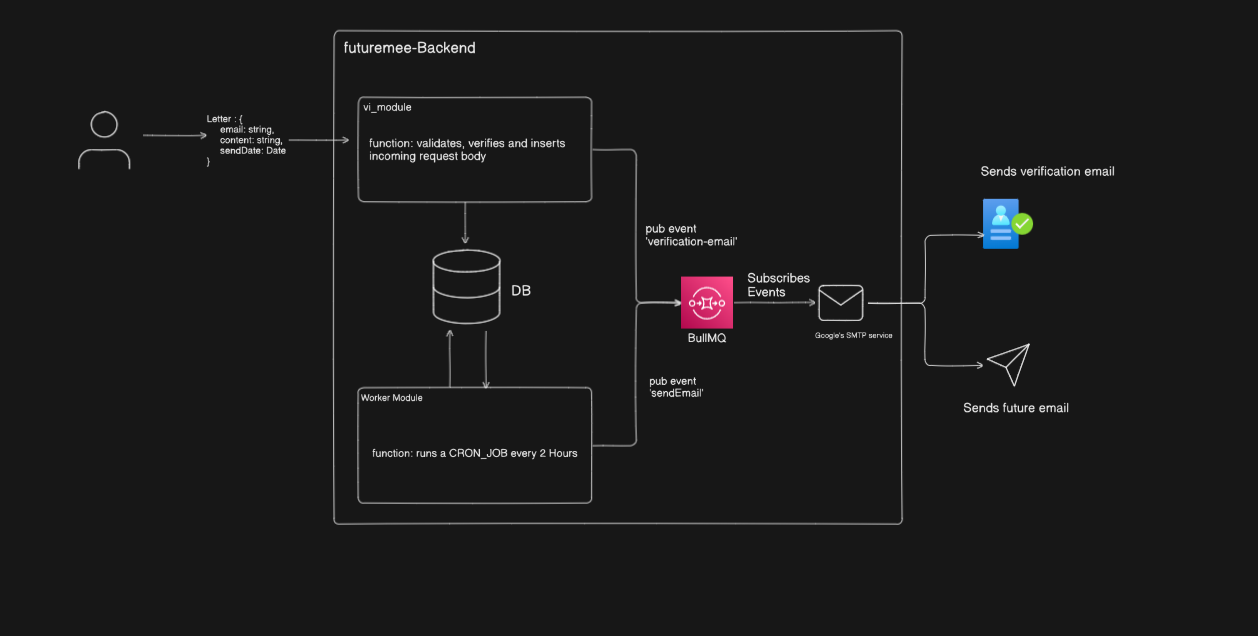 futuremee-Backend
vi_module
function: validates, verifies and inserts
incoming request body
Letter : {
email: string,
content: string,
sendDate: Date
}
DB
pub event
'verification-email'
Subscribes
Events
BullMQ
Google's SMTP service
Sends verification email
Sends future email
pub event
'sendEmail'
Worker Module
function: runs a CRON_JOB every 2 Hours